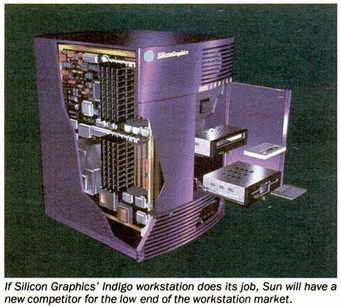 SiliconGraphics
If Silicon Graphics' Indigo workstation does its job, Sun will have a
new competitor for the low end of the workstation market.